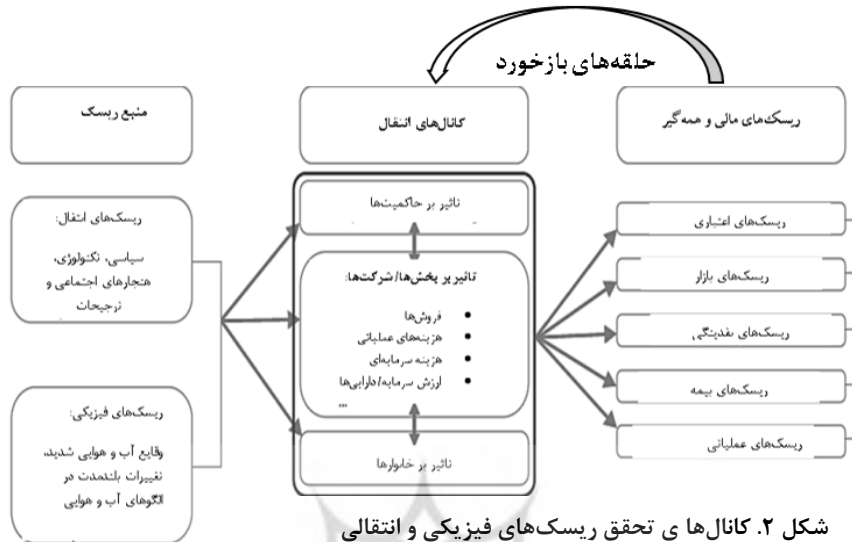 حلقه‌های بازخورد
منبع ریسک
کانال‌های انتقال
ریسک‌های مالی و همه‌گیر
ریسک‌های انتقال:
سیاسی، تکنولوژی،
هنجارهای اجتماعی و
ترجیحات
ریسک‌های فیزیکی:
وقایع آب و هوایی شدید،
تغییرات بلندمدت در
الگوهای آب و هوایی
تاثیر بر حاکمیت‌ها
تاثیر بر بخش‌ها/ شرکت‌ها:
• فروش‌ها
• هزینه‌های عملیاتی
• هزینه سرمایه‌ای
• ارزش سرمایه/دارایی‌ها
...
تاثیر بر خانوارها
ریسک‌های اعتباری
ریسک‌های بازار
ریسک‌های نقدینگی
ریسک‌های بیمه
ریسک‌های عملیاتی
شکل ۲. کانال‌ها ی تحقق ریسک‌های فیزیکی و انتقالی